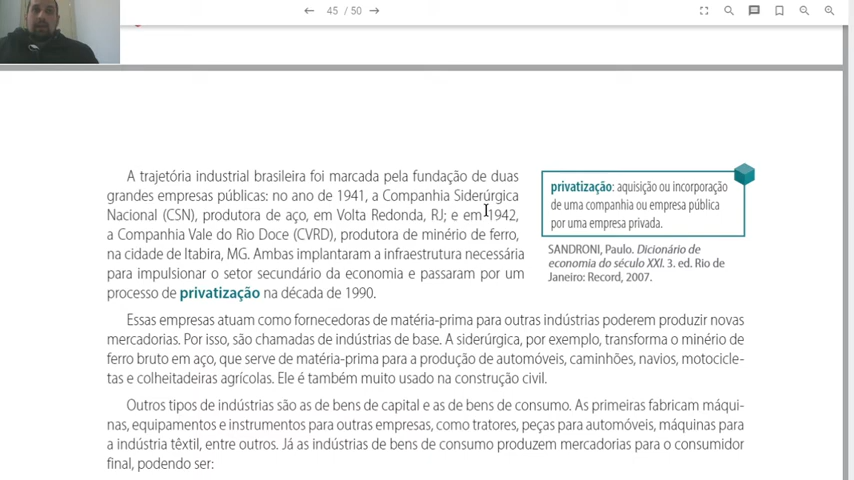 45 / 50
A trajetória industrial brasileira foi marcada pela fundação de duas
grandes empresas públicas: no ano de 1941, a Companhia Siderúrgica
Nacional (CSN), produtora de aço, em Volta Redonda, RJ; e em 1942,
a Companhia Vale do Rio Doce (CVRD), produtora de minério de ferro,
na cidade de Itabira, MG. Ambas implantaram a infraestrutura necessária
para impulsionar o setor secundário da economia e passaram por um
processo de privatização na década de 1990.
privatização: aquisição ou incorporação
de uma companhia ou empresa pública
por uma empresa privada.
SANDRONI, Paulo. Dicionário de
economia do século XXI. 3. ed. Rio de
Janeiro: Record, 2007.
Essas empresas atuam como fornecedoras de matéria-prima para outras indústrias poderem produzir novas
mercadorias. Por isso, são chamadas de indústrias de base. A siderúrgica, por exemplo, transforma o minério de
ferro bruto em aço, que serve de matéria-prima para a produção de automóveis, caminhões, navios, motocicle-
tas e colheitadeiras agrícolas. Ele é também muito usado na construção civil.
Outros tipos de indústrias são as de bens de capital e as de bens de consumo. As primeiras fabricam máqui-
nas, equipamentos e instrumentos para outras empresas, como tratores, peças para automóveis, máquinas para
a indústria têxtil, entre outros. Já as indústrias de bens de consumo produzem mercadorias para o consumidor
final, podendo ser: